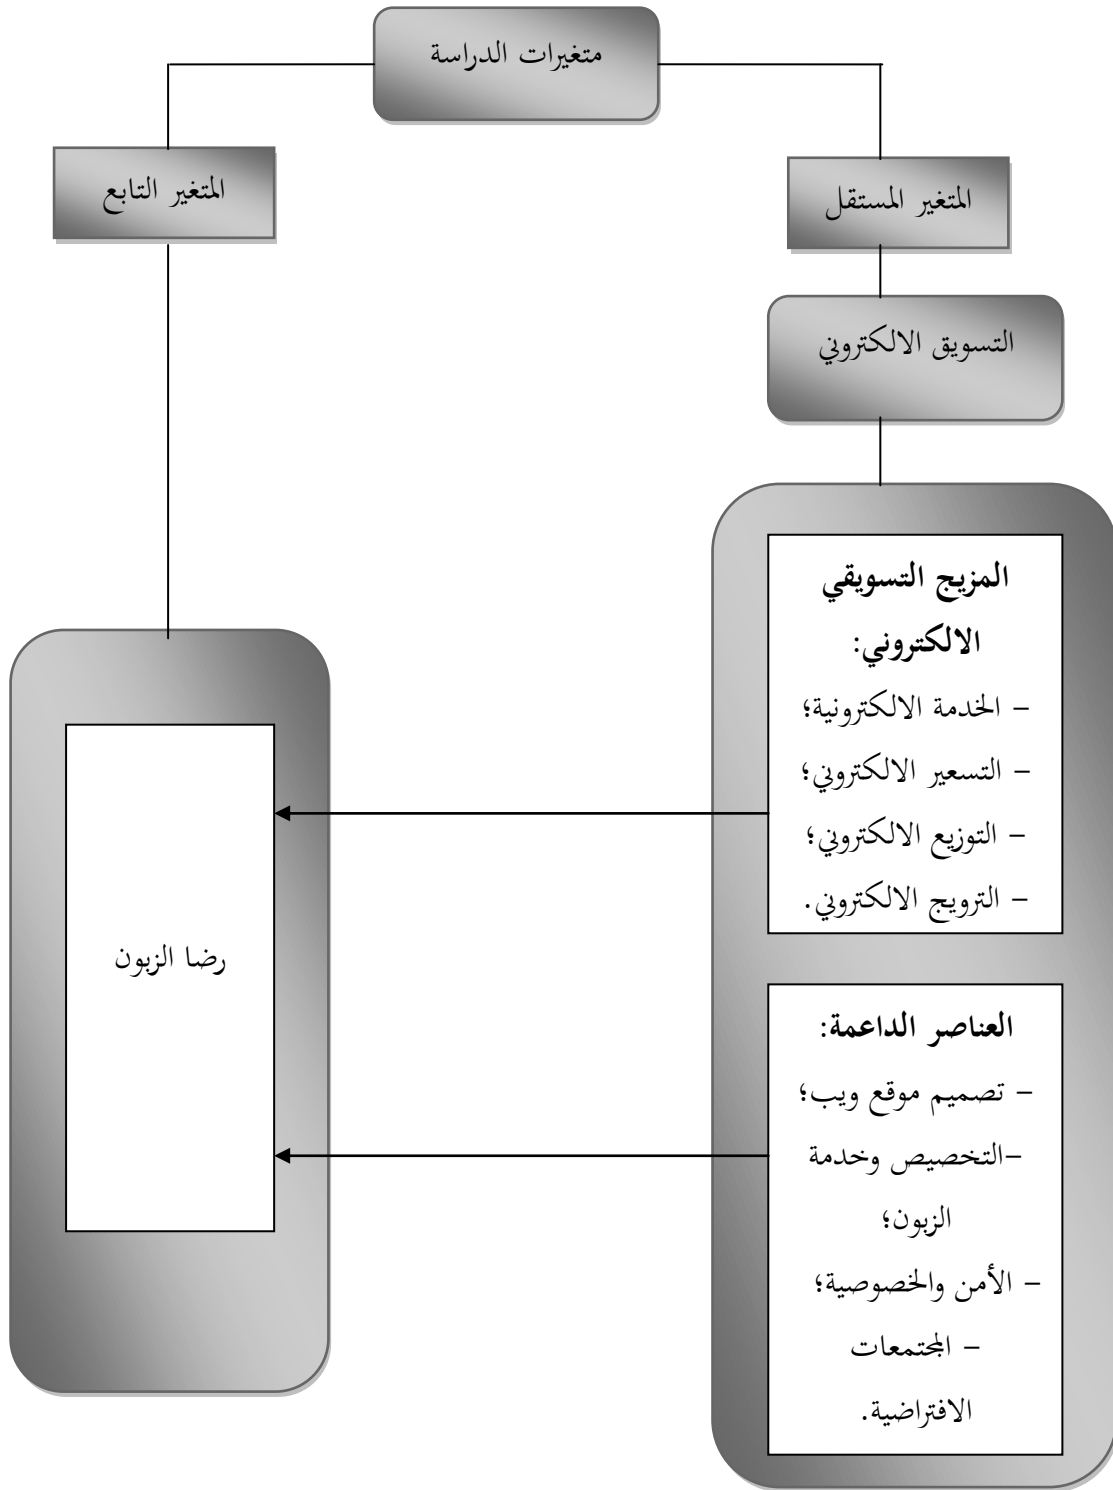 متغيرات الدراسة
المتغير المستقل
المتغير التابع
التسويق الالكتروني
المزيج التسويقي
الالكتروني:
- الخدمة الالكترونية؛
- التسعير الالكتروني؛
- التوزيع الالكتروني؛
- الترويج الالكتروني.
رضا الزبون
العناصر الداعمة:
- تصميم موقع ويب؛
-التخصيص وخدمة
الزبون؛
- الأمن والخصوصية؛
- المجتمعات
الافتراضية.